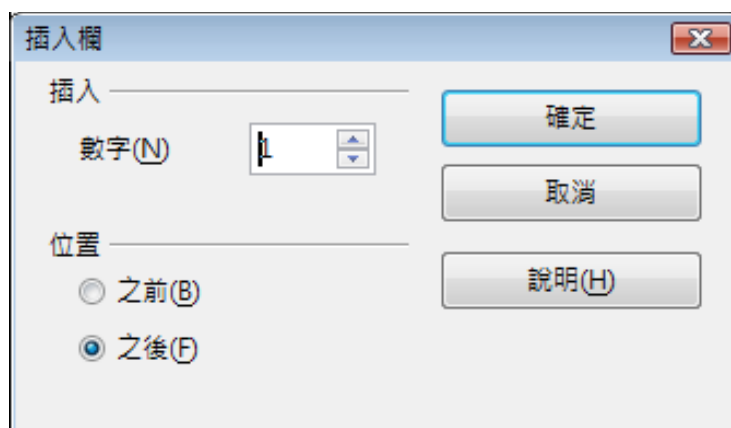 插入欄
插入
數字(N) 1
位置
之前(B)
之後(F)
確定
取消
說明(H)